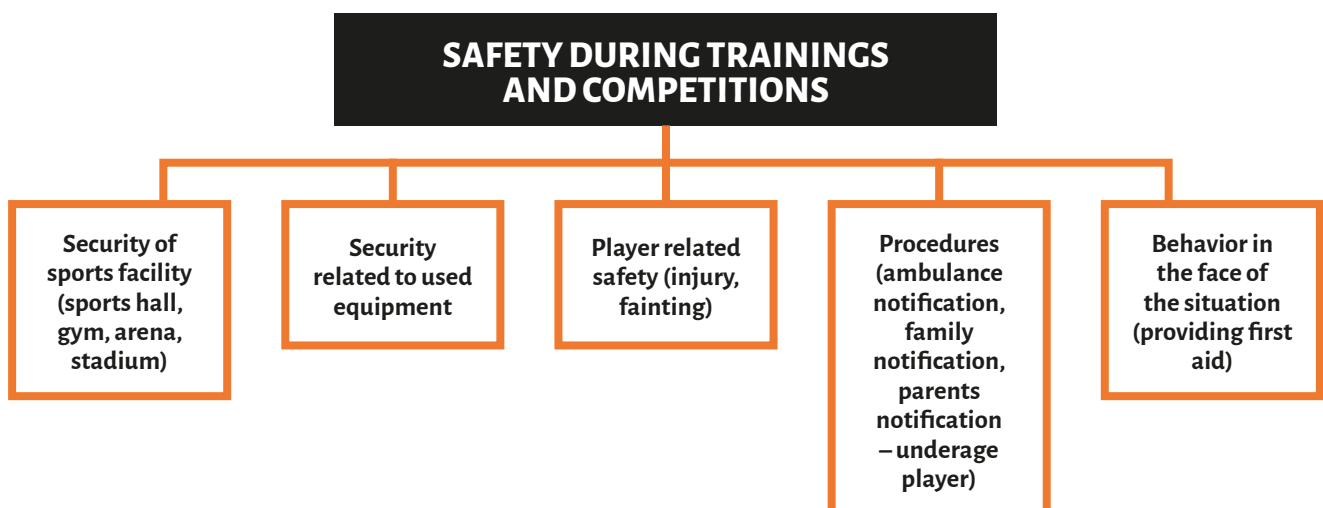 SAFETY DURING TRAININGS
AND COMPETITIONS
Security of
sports facility
(sports hall,
gym, arena,
stadium)
Security
related to used
equipment
Player related
safety (injury,
fainting)
Procedures
(ambulance
notification,
family
notification,
parents
notification
– underage
player)
Behavior in
the face of
the situation
(providing first
aid)